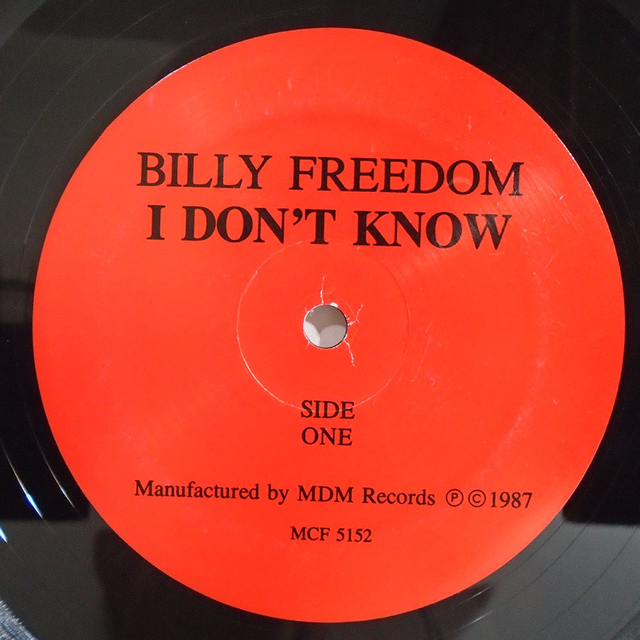 BILLY FREEDOM
I DON'T KNOW
SIDE
ONE
Manufactured by MDM Records ℗ © 1987
MCF 5152